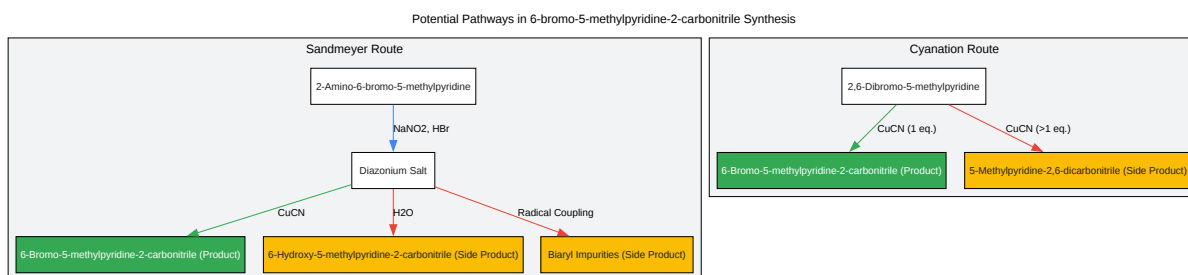 Potential Pathways in 6-bromo-5-methylpyridine-2-carbonitrile Synthesis
Sandmeyer Route
2-Amino-6-bromo-5-methylpyridine
NaNO2, HBr
Diazonium Salt
CuCN
H2O
Radical Coupling
6-Bromo-5-methylpyridine-2-carbonitrile (Product)
6-Hydroxy-5-methylpyridine-2-carbonitrile (Side Product)
Biaryl Impurities (Side Product)
Cyanation Route
2,6-Dibromo-5-methylpyridine
CuCN (1 eq.)
CuCN (>1 eq.)
6-Bromo-5-methylpyridine-2-carbonitrile (Product)
5-Methylpyridine-2,6-dicarbonitrile (Side Product)